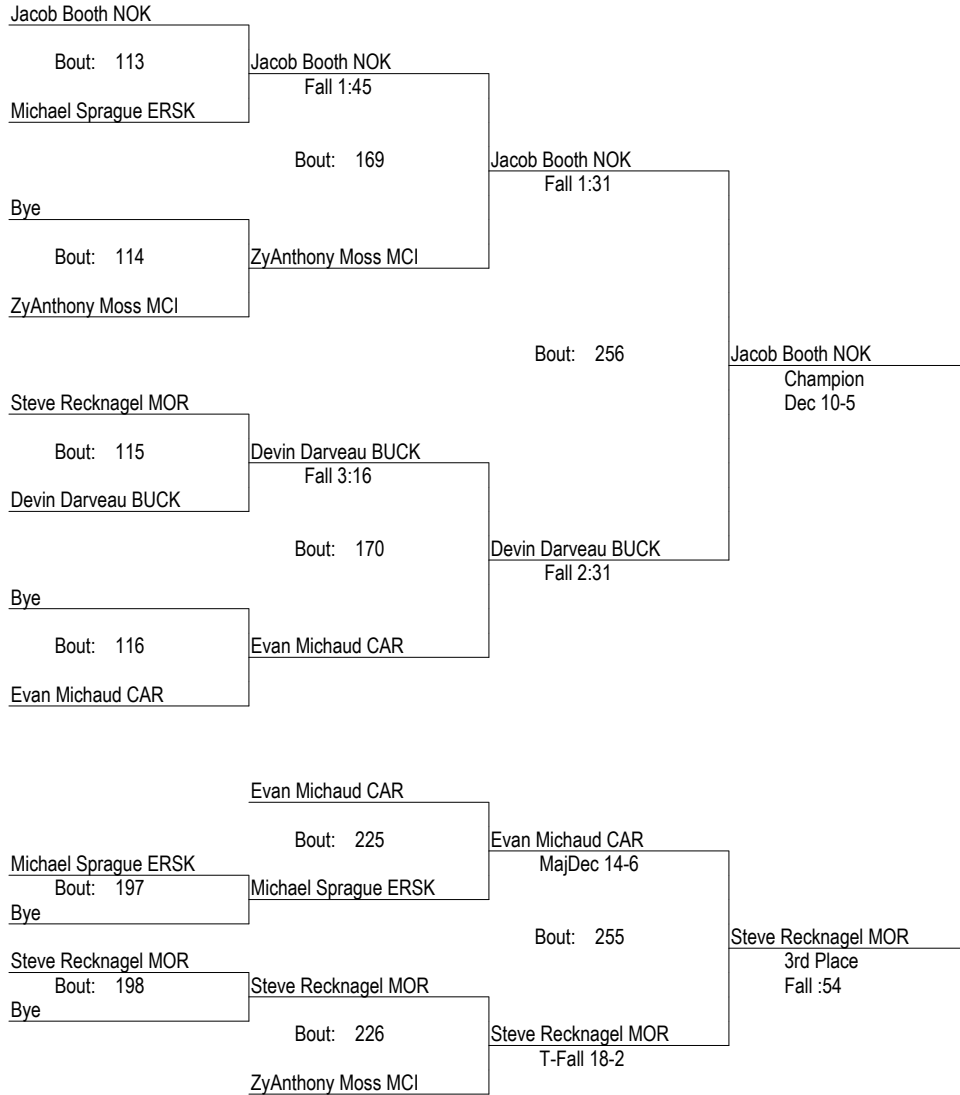 Jacob Booth NOK
Bout: 113
Jacob Booth NOK
Fall 1:45
Michael Sprague ERSK
Bout: 169
Jacob Booth NOK
Fall 1:31
Bye
Bout: 114
ZyAnthony Moss MCI
ZyAnthony Moss MCI
Bout: 256
Jacob Booth NOK
Champion
Dec 10-5
Steve Recknagel MOR
Bout: 115
Devin Darveau BUCK
Fall 3:16
Devin Darveau BUCK
Bout: 170
Devin Darveau BUCK
Fall 2:31
Bye
Bout: 116
Evan Michaud CAR
Evan Michaud CAR
Evan Michaud CAR
Bout: 225
Evan Michaud CAR
MajDec 14-6
Michael Sprague ERSK
Bout: 197
Michael Sprague ERSK
Bye
Bout: 255
Steve Recknagel MOR
3rd Place
Fall :54
Steve Recknagel MOR
Bout: 198
Steve Recknagel MOR
Bye
Bout: 226
Steve Recknagel MOR
T-Fall 18-2
ZyAnthony Moss MCI